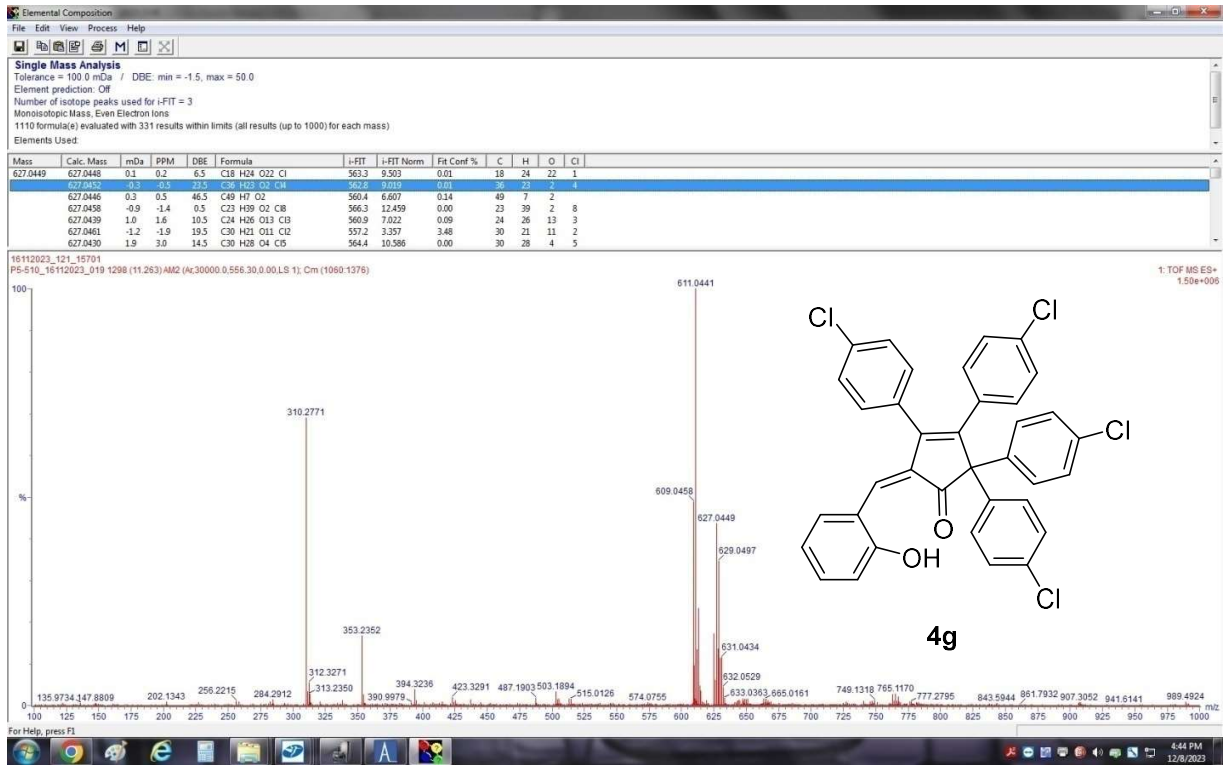 Elemental Composition
File Edit View Process Help
Single Mass Analysis
Tolerance = 100.0 mDa / DBE: min = -1.5, max = 50.0
Element prediction: Off
Number of isotope peaks used for i-FIT = 3
Monoisotopic Mass, Even Electron Ions
1110 formula(e) evaluated with 331 results within limits (all results (up to 1000) for each mass)
Elements Used:
Mass Calc. Mass mDa PPM DBE Formula i-FIT i-FIT Norm Fit Conf % C H O Cl
627.0449 627.0448 0.1 0.2 6.5 C18 H24 O22 Cl 563.3 9.503 0.01 18 24 22 1
627.0452 -0.3 -0.5 23.5 C36 H23 O2 Cl4 562.8 9.019 0.01 36 23 2 4
627.0446 0.3 0.5 46.5 C49 H7 O2 560.4 6.607 0.14 49 7 2
627.0458 -0.9 -1.4 0.5 C23 H39 O2 Cl8 566.3 12.459 0.00 23 39 2 8
627.0439 1.0 1.6 10.5 C24 H26 O13 Cl3 560.9 7.022 0.09 24 26 13 3
627.0461 -1.2 -1.9 19.5 C30 H21 O11 Cl2 557.2 3.357 3.48 30 21 11 2
627.0430 1.9 3.0 14.5 C30 H28 O4 Cl5 564.4 10.586 0.00 30 28 4 5
16112023_121_15701
P5-510_16112023_019 1298 (11.263) AM2 (Ar,30000.0,556.30,0.00,LS 1); Cm (1060:1376)
1: TOF MS ES+
1.50e+006
100
611.0441
Cl
Cl
310.2771
Cl
609.0458
627.0449
%
629.0497
O
OH
Cl
4g
353.2352
631.0434
312.3271
632.0529
313.2350
394.3236
135.9734.147.8809
202.1343
256.2215
284.2912
390.9979
423.3291
487.1903
503.1894
515.0126
574.0755
633.0363
665.0161
749.1318
765.1170
777.2795
843.5944
861.7932
907.3052
941.6141
989.4924
0
100 125 150 175 200 225 250 275 300 325 350 375 400 425 450 475 500 525 550 575 600 625 650 675 700 725 750 775 800 825 850 875 900 925 950 975 1000 m/z
For Help, press F1
4:44 PM
12/8/2023